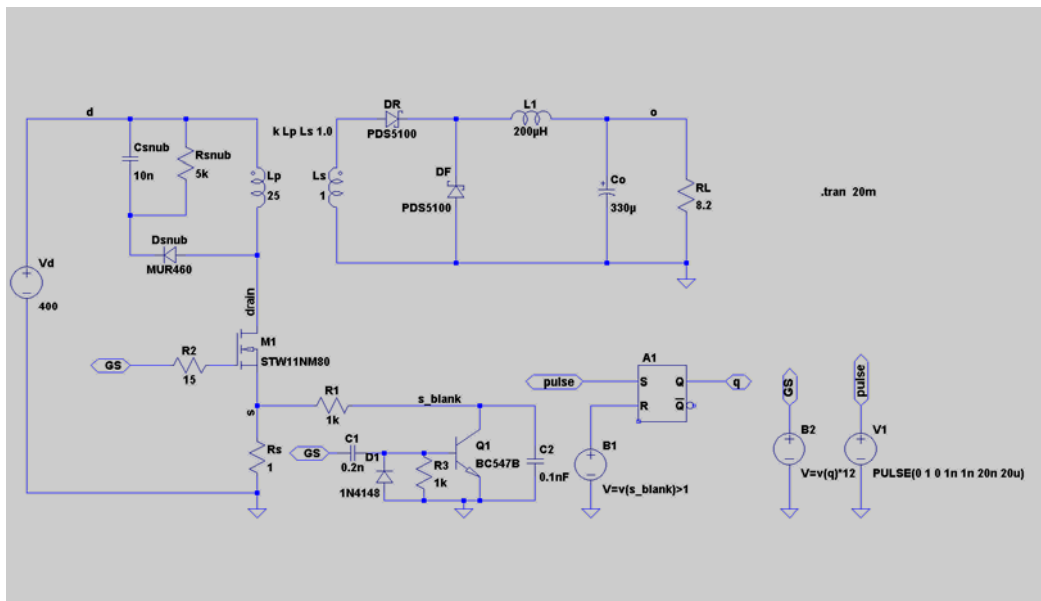 d
Csnub
10n
Rsnub
5k
Lp
25
k Lp Ls 1.0
Ls
1
DR
PDS5100
DF
PDS5100
L1
200µH
o
Co
330µ
RL
8.2
.tran 20m
Dsnub
MUR460
Vd
400
drain
M1
STW11NM80
GS
R2
15
s
R1
1k
s_blank
Rs
1
GS
C1
0.2n
D1
1N4148
R3
1k
Q1
BC547B
C2
0.1nF
pulse
A1
S
Q
R
Q
q
B1
V=v(s_blank)>1
GS
B2
V=v(q)*12
pulse
V1
PULSE(0 1 0 1n 1n 20n 20u)